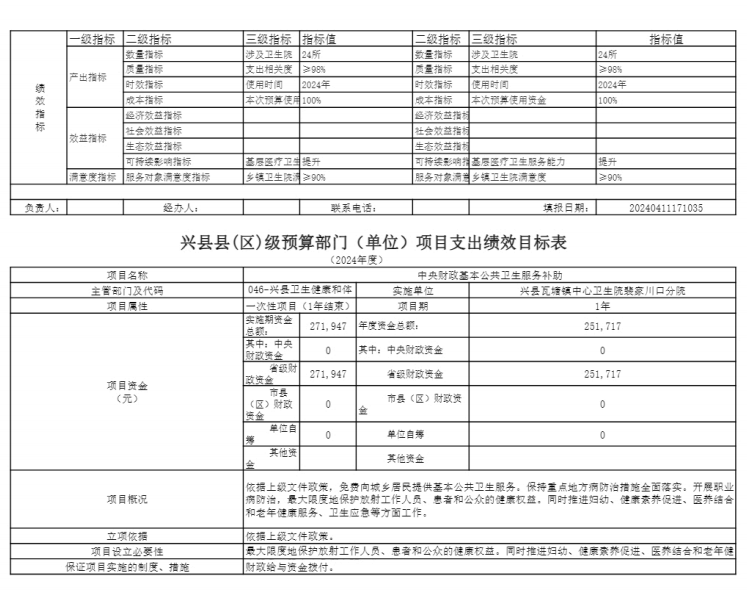 一级指标 二级指标 三级指标 指标值 二级指标 三级指标 指标值
绩效指标
产出指标
数量指标 涉及卫生院 24所 数量指标 涉及卫生院 24所
质量指标 支出相关度 ≥98% 质量指标 支出相关度 ≥98%
时效指标 使用时间 2024年 时效指标 使用时间 2024年
成本指标 本次预算使用 100% 成本指标 本次预算使用资金 100%
效益指标
经济效益指标 经济效益指标
社会效益指标 社会效益指标
生态效益指标 生态效益指标
可持续影响指标 基层医疗卫生 提升 可持续影响指 基层医疗卫生服务能力 提升
满意度指标 服务对象满意度指标 乡镇卫生院满 ≥90% 服务对象满意 乡镇卫生院满意度 ≥90%
负责人: 经办人: 联系电话: 填报日期: 20240411171035
兴县县(区)级预算部门（单位）项目支出绩效目标表
（2024年度）
项目名称 中央财政基本公共卫生服务补助
主管部门及代码 046-兴县卫生健康和体 实施单位 兴县瓦塘镇中心卫生院裴家川口分院
项目属性 一次性项目（1年结束） 项目期 1年
项目资金
（元）
实施期资金总额: 271,947 年度资金总额: 251,717
其中: 中央财政资金 0 其中: 中央财政资金 0
省级财政资金 271,947 省级财政资金 251,717
市县（区）财政资金 0 市县（区）财政资金 0
单位自筹 0 单位自筹 0
其他资金 其他资金
项目概况
依据上级文件政策，免费向城乡居民提供基本公共卫生服务。保持重点地方病防治措施全面落实。开展职业
病防治，最大限度地保护放射工作人员、患者和公众的健康权益。同时推进妇幼、健康素养促进、医养结合
和老年健康服务、卫生应急等方面工作。
立项依据 依据上级文件政策。
项目设立必要性 最大限度地保护放射工作人员、患者和公众的健康权益。同时推进妇幼、健康素养促进、医养结合和老年健
保证项目实施的制度、措施 财政给与资金拨付。